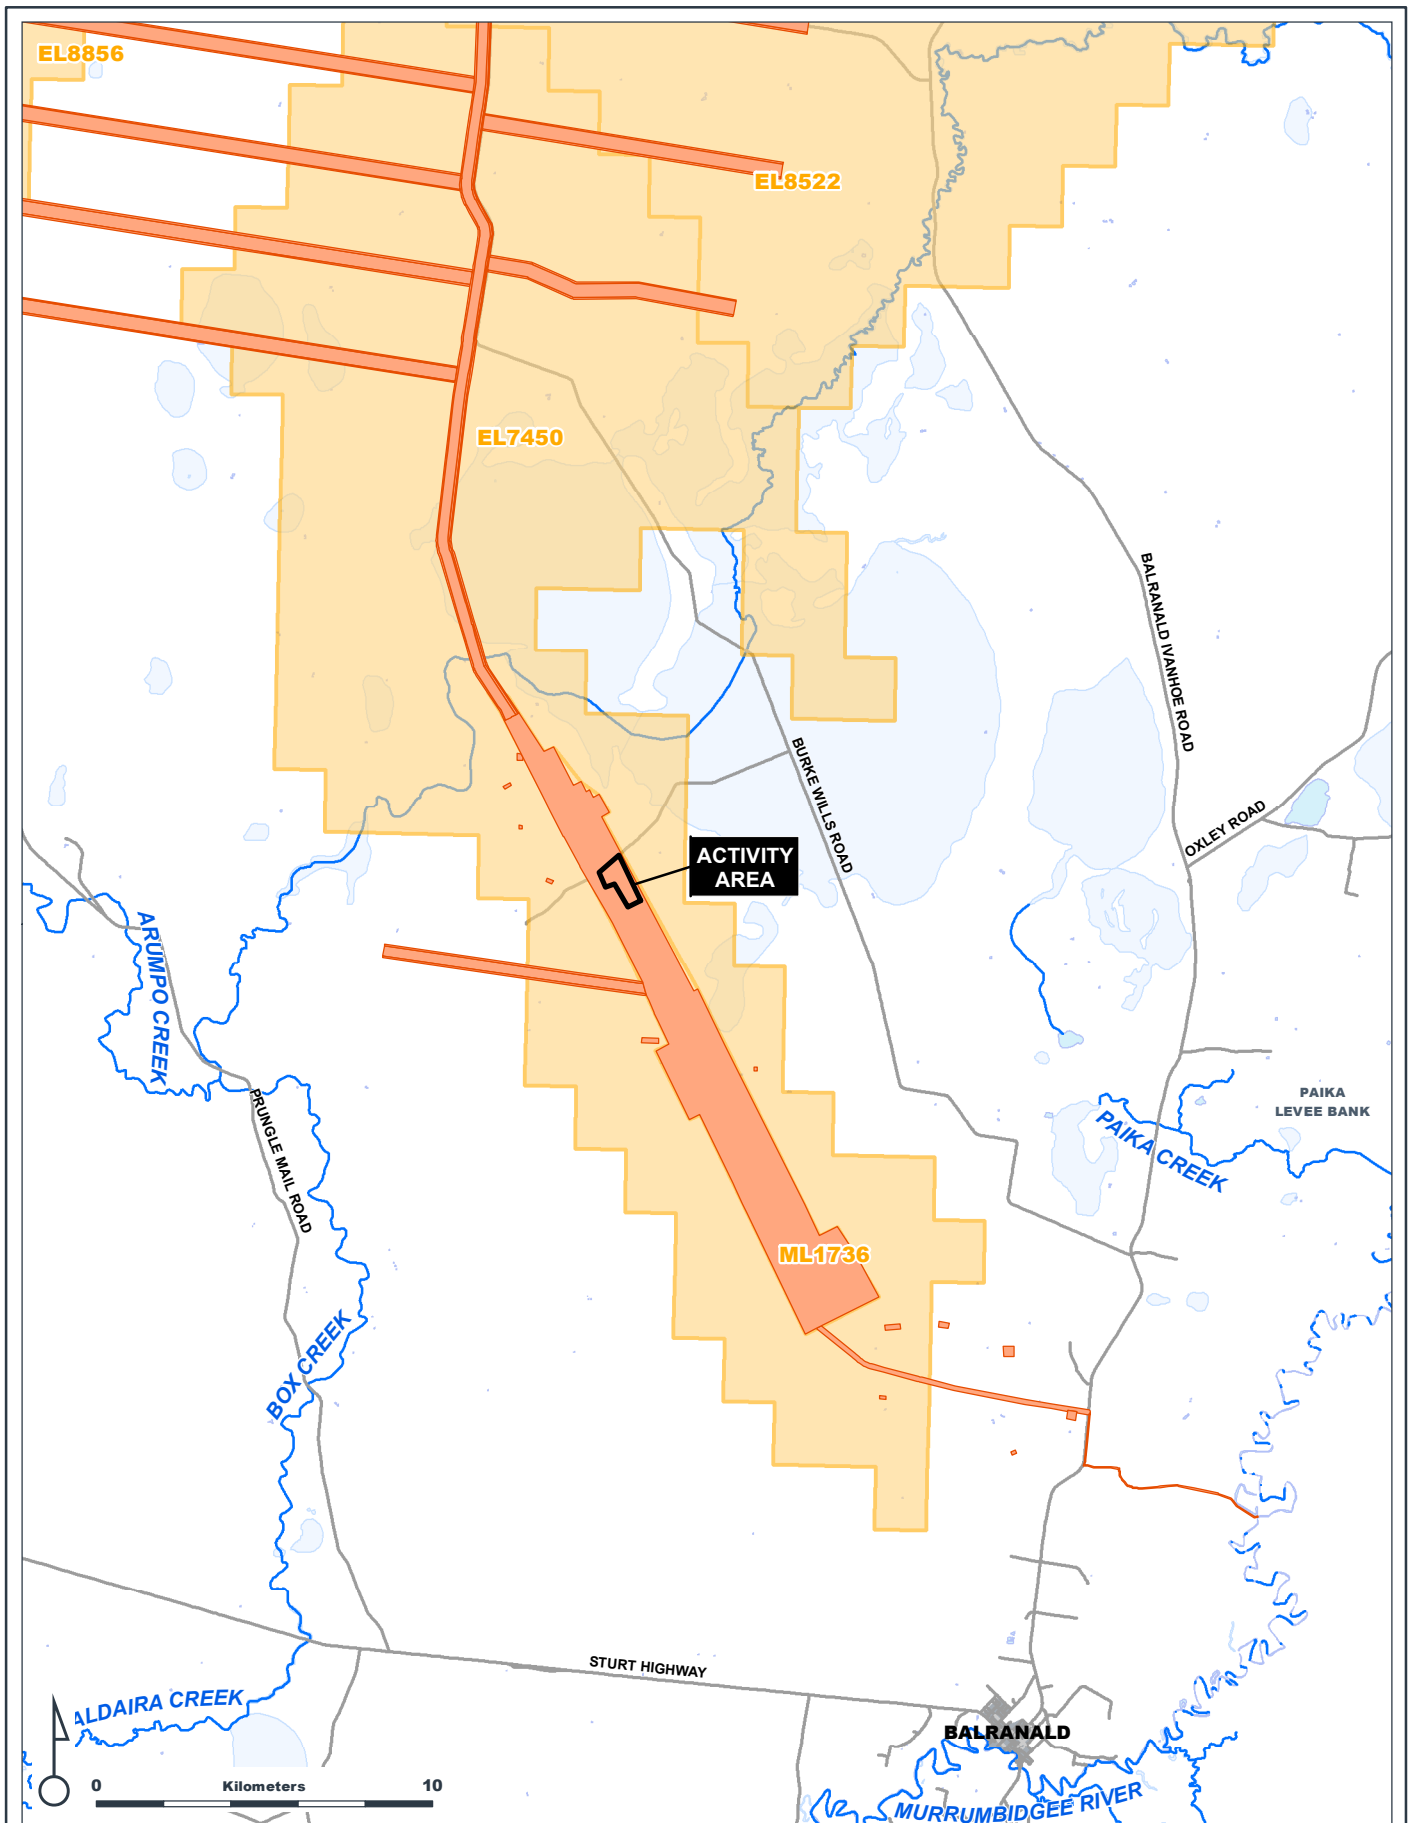 EL8856
EL8522
EL7450
BALRANALD IVANHOE ROAD
BURKE WILLS ROAD
OXLEY ROAD
ACTIVITY
AREA
ARUMPO CREEK
PRUNGLE MAIL ROAD
PAIKA
LEVEE BANK
PAIKA CREEK
ML1736
BOX CREEK
STURT HIGHWAY
ALDAIRA CREEK
BALRANALD
0 Kilometers 10
MURRUMBIDGEE RIVER